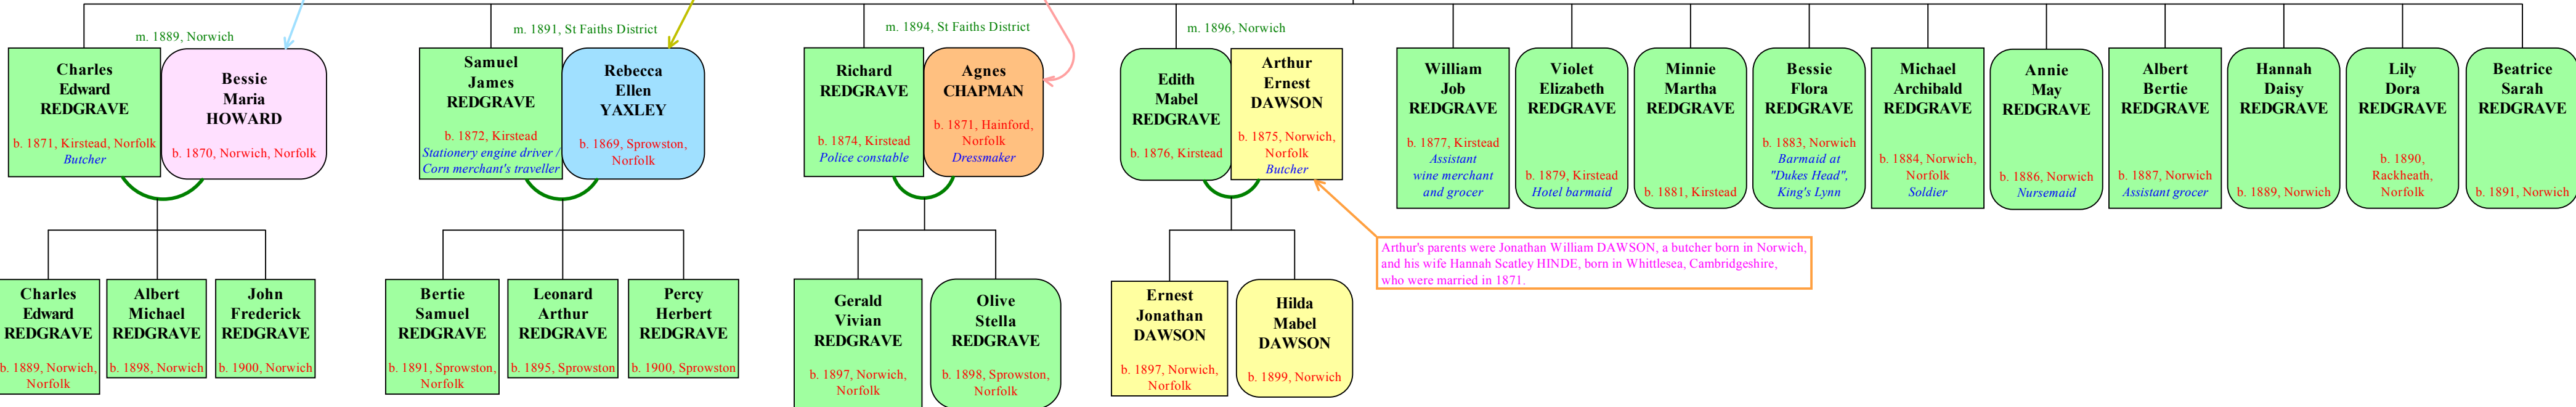 m. 1889, Norwich
m. 1891, St Faiths District
m. 1894, St Faiths District
m. 1896, Norwich
Charles
Edward
REDGRAVE
b. 1871, Kirstead, Norfolk
Butcher
Bessie
Maria
HOWARD
b. 1870, Norwich, Norfolk
Samuel
James
REDGRAVE
b. 1872, Kirstead
Stationery engine driver /
Corn merchant's traveller
Rebecca
Ellen
YAXLEY
b. 1869, Sprowston,
Norfolk
Richard
REDGRAVE
b. 1874, Kirstead
Police constable
Agnes
CHAPMAN
b. 1871, Hainford,
Norfolk
Dressmaker
Edith
Mabel
REDGRAVE
b. 1876, Kirstead
Arthur
Ernest
DAWSON
b. 1875, Norwich,
Norfolk
Butcher
William
Job
REDGRAVE
b. 1877, Kirstead
Assistant
wine merchant
and grocer
Violet
Elizabeth
REDGRAVE
b. 1879, Kirstead
Hotel barmaid
Minnie
Martha
REDGRAVE
b. 1881, Kirstead
Bessie
Flora
REDGRAVE
b. 1883, Norwich
Barmaid at
"Dukes Head",
King's Lynn
Michael
Archibald
REDGRAVE
b. 1884, Norwich,
Norfolk
Soldier
Annie
May
REDGRAVE
b. 1886, Norwich
Nursemaid
Albert
Bertie
REDGRAVE
b. 1887, Norwich
Assistant grocer
Hannah
Daisy
REDGRAVE
b. 1889, Norwich
Lily
Dora
REDGRAVE
b. 1890,
Rackheath,
Norfolk
Beatrice
Sarah
REDGRAVE
b. 1891, Norwich
Arthur's parents were Jonathan William DAWSON, a butcher born in Norwich,
and his wife Hannah Scatley HINDE, born in Whittlesea, Cambridgeshire,
who were married in 1871.
Charles
Edward
REDGRAVE
b. 1889, Norwich,
Norfolk
Albert
Michael
REDGRAVE
b. 1898, Norwich
John
Frederick
REDGRAVE
b. 1900, Norwich
Bertie
Samuel
REDGRAVE
b. 1891, Sprowston,
Norfolk
Leonard
Arthur
REDGRAVE
b. 1895, Sprowston
Percy
Herbert
REDGRAVE
b. 1900, Sprowston
Gerald
Vivian
REDGRAVE
b. 1897, Norwich,
Norfolk
Olive
Stella
REDGRAVE
b. 1898, Sprowston,
Norfolk
Ernest
Jonathan
DAWSON
b. 1897, Norwich,
Norfolk
Hilda
Mabel
DAWSON
b. 1899, Norwich